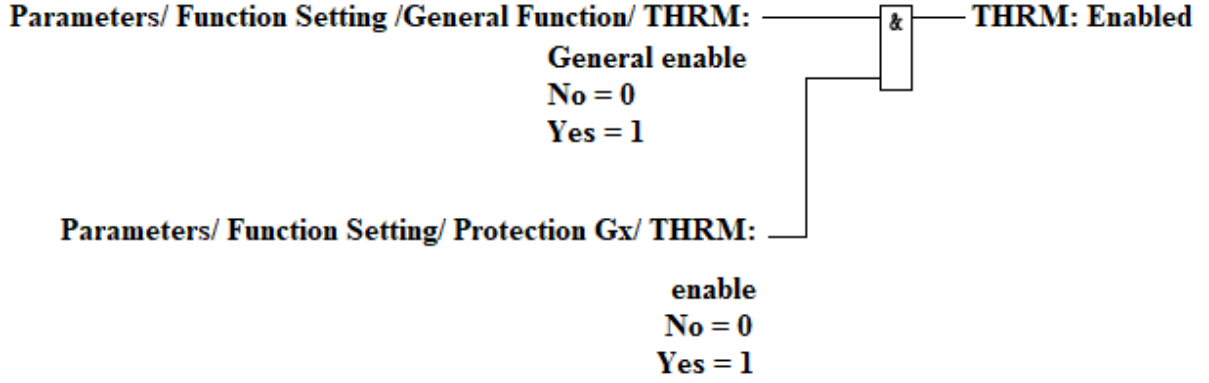 Parameters/ Function Setting /General Function/ THRM:
&
THRM: Enabled
General enable
No = 0
Yes = 1
Parameters/ Function Setting/ Protection Gx/ THRM:
enable
No = 0
Yes = 1